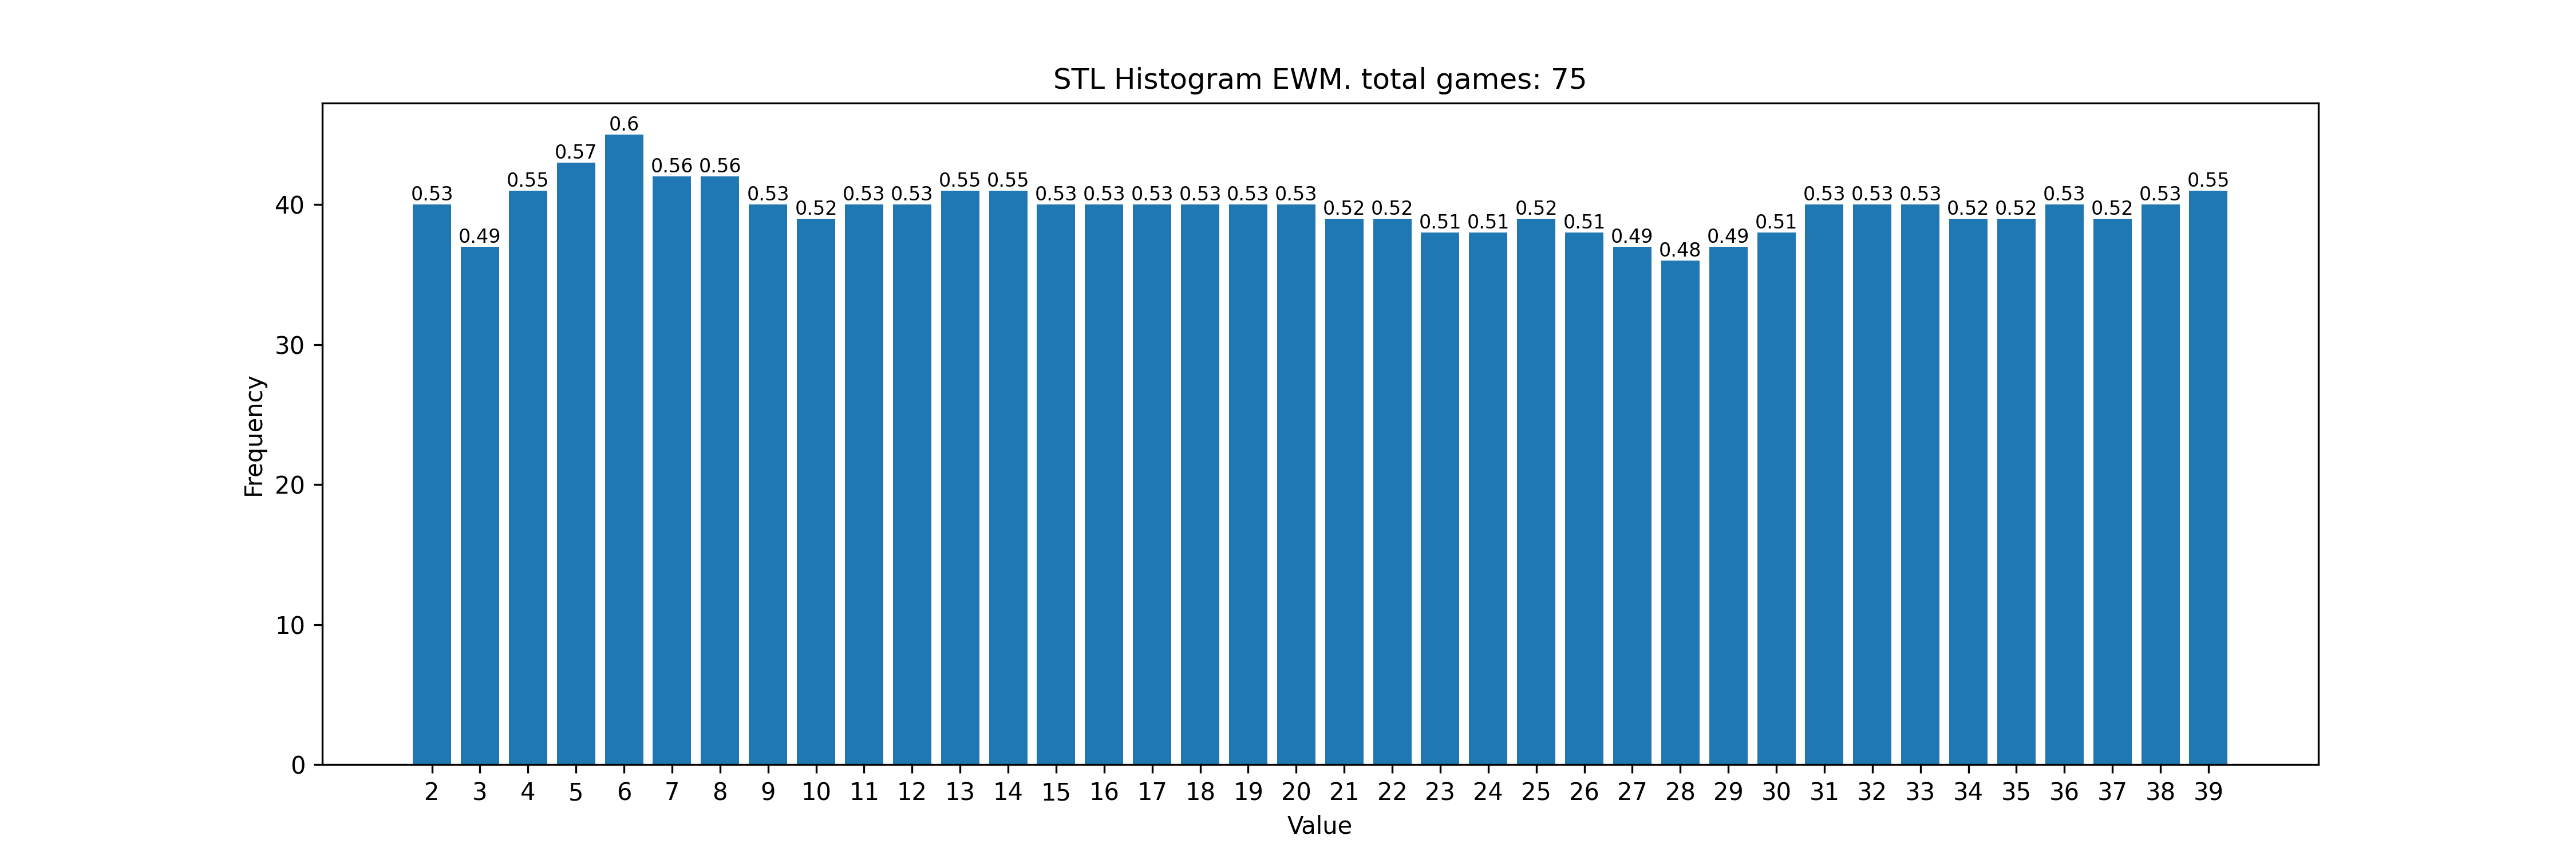 STL Histogram EWM. total games: 75
0.53 0.49 0.55 0.57 0.6 0.56 0.56 0.53 0.52 0.53 0.53 0.55 0.55 0.53 0.53 0.53 0.53 0.53 0.53 0.52 0.52 0.51 0.51 0.52 0.51 0.49 0.48 0.49 0.51 0.53 0.53 0.53 0.52 0.52 0.53 0.52 0.53 0.55
Frequency
40
30
20
10
0
2 3 4 5 6 7 8 9 10 11 12 13 14 15 16 17 18 19 20 21 22 23 24 25 26 27 28 29 30 31 32 33 34 35 36 37 38 39
Value